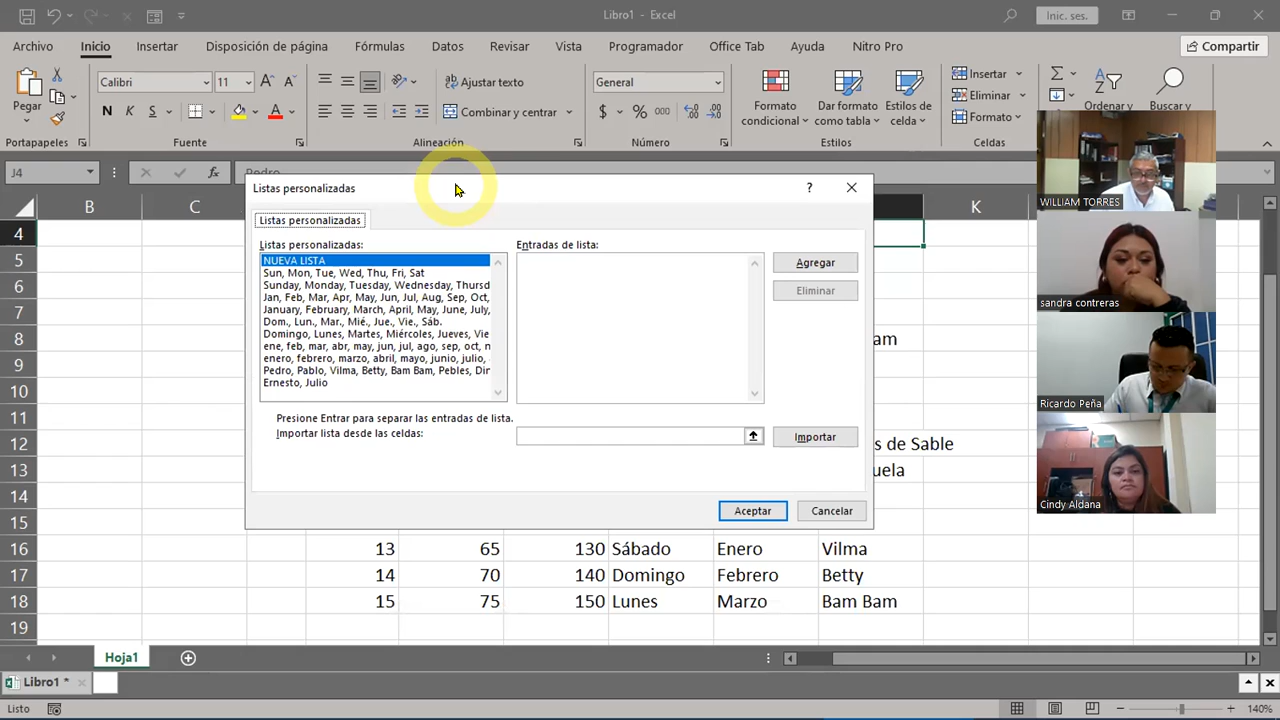 Libro1 - Excel
Inic. ses.
Archivo Inicio Insertar Disposición de página Fórmulas Datos Revisar Vista Programador Office Tab Ayuda Nitro Pro Compartir
Pegar
Calibri 11
N K S
Ajustar texto
Combinar y centrar
General
$ % 000
Formato condicional
Dar formato como tabla
Estilos de celda
Insertar
Eliminar
Formato
Ordenar y
Buscar y
Portapapeles Fuente Alineación Número Estilos Celdas
J4 fx Pedro
B C K
Listas personalizadas
Listas personalizadas
Listas personalizadas:
NUEVA LISTA
Sun, Mon, Tue, Wed, Thu, Fri, Sat
Sunday, Monday, Tuesday, Wednesday, Thursd
Jan, Feb, Mar, Apr, May, Jun, Jul, Aug, Sep, Oct,
January, February, March, April, May, June, July,
Dom., Lun., Mar., Mié., Jue., Vie., Sáb.
Domingo, Lunes, Martes, Miércoles, Jueves, Vie
ene, feb, mar, abr, may, jun, jul, ago, sep, oct, n
enero, febrero, marzo, abril, mayo, junio, julio,
Pedro, Pablo, Vilma, Betty, Bam Bam, Pebles, Din
Ernesto, Julio
Entradas de lista:
Agregar
Eliminar
Presione Entrar para separar las entradas de lista.
Importar lista desde las celdas:
Importar
Aceptar Cancelar
4
5
6
7
8 am
9
10
11
12 s de Sable
13 uela
14
15
16 13 65 130 Sábado Enero Vilma
17 14 70 140 Domingo Febrero Betty
18 15 75 150 Lunes Marzo Bam Bam
19
WILLIAM TORRES
sandra contreras
Ricardo Peña
Cindy Aldana
Hoja1
Libro1 *
Listo
140%